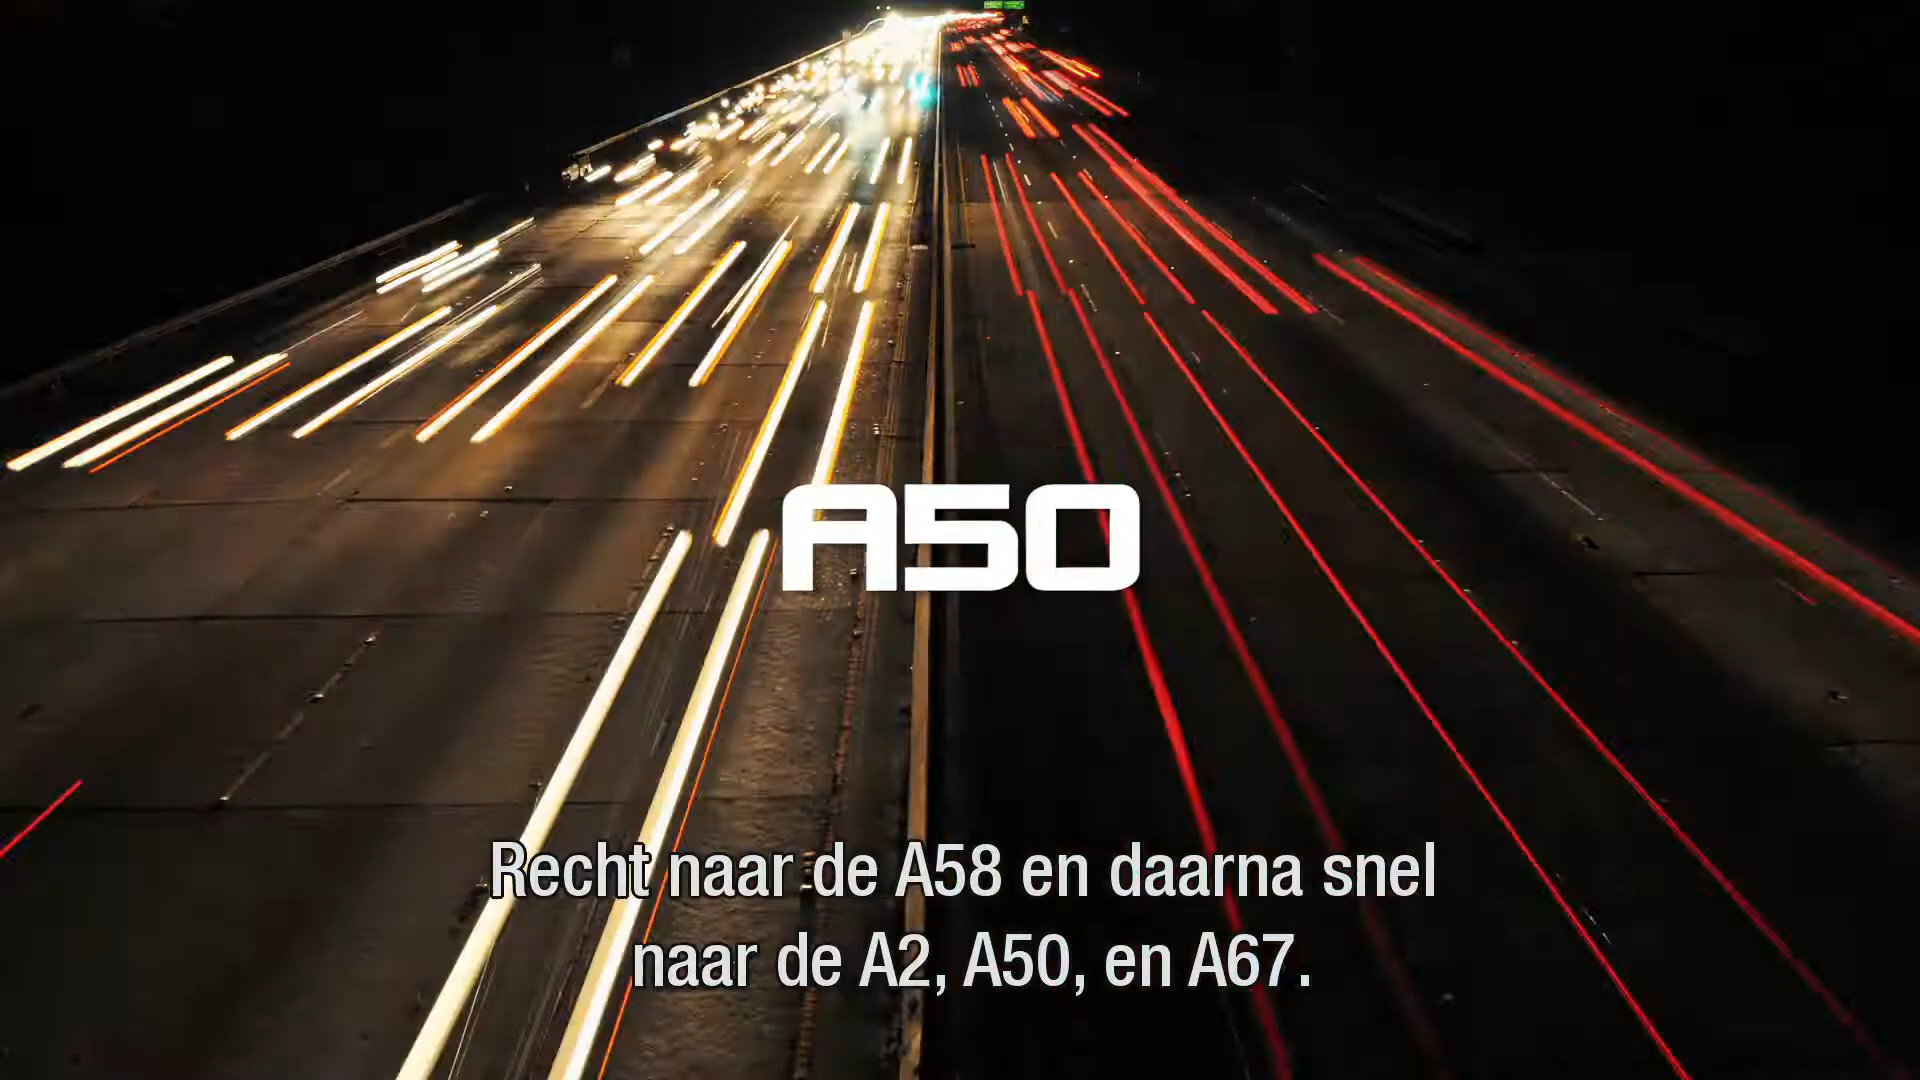 A50
Recht naar de A58 en daarna snel
naar de A2, A50, en A67.